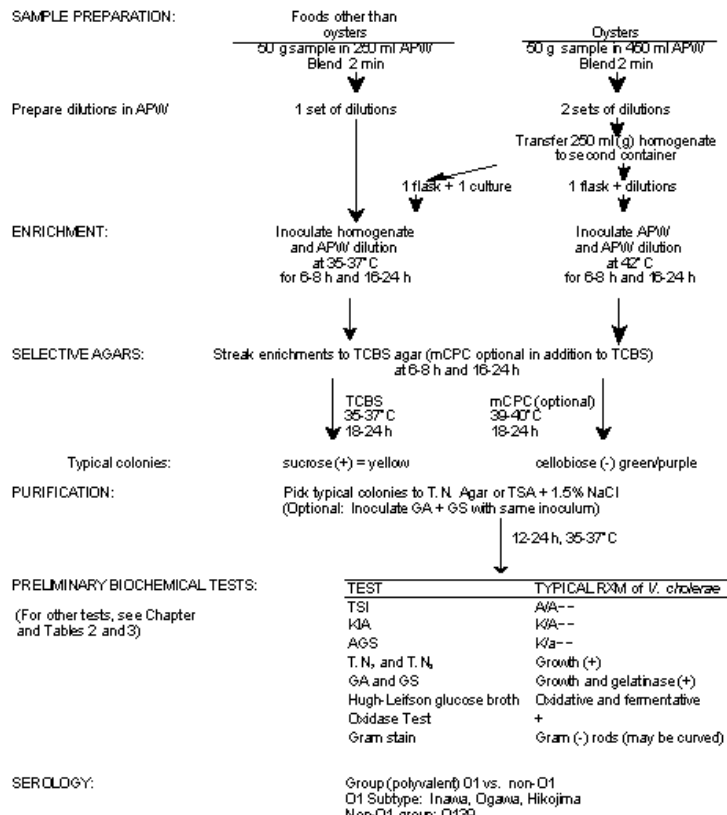 SAMPLE PREPARATION:
Foods other than
oysters
50 g sample in 250 ml APW
Blend 2 min
Oysters
50 g sample in 450 ml APW
Blend 2 min
Prepare dilutions in APW
1 set of dilutions
2 sets of dilutions
Transfer 250 ml (g) homogenate
to second container
1 flask + 1 culture
1 flask + dilutions
ENRICHMENT:
Inoculate homogenate
and APW dilution
at 35-37°C
for 6-8 h and 16-24 h
Inoculate APW
and APW dilution
at 42°C
for 6-8 h and 16-24 h
SELECTIVE AGARS:
Streak enrichments to TCBS agar (mCPC optional in addition to TCBS)
at 6-8 h and 16-24 h
TCBS
35-37°C
18-24 h
mCPC (optional)
39-40°C
18-24 h
Typical colonies:
sucrose (+) = yellow
cellobiose (-) green/purple
PURIFICATION:
Pick typical colonies to T.N. Agar or TSA + 1.5% NaCl
(Optional: Inoculate GA + GS with same inoculum)
12-24 h, 35-37°C
PRELIMINARY BIOCHEMICAL TESTS:
(For other tests, see Chapter
and Tables 2 and 3)
TEST TYPICAL RXM of V. cholerae
TSI A/A--
KIA K/A--
AGS K/a--
T.N, and T.N, Growth (+)
GA and GS Growth and gelatinase (+)
Hugh-Leifson glucose broth Oxidative and fermentative
Oxidase Test +
Gram stain Gram (-) rods (may be curved)
SEROLOGY:
Group (polyvalent) O1 vs. non-O1
O1 Subtype: Inawa, Ogawa, Hikojima
Non-O1 group: O139